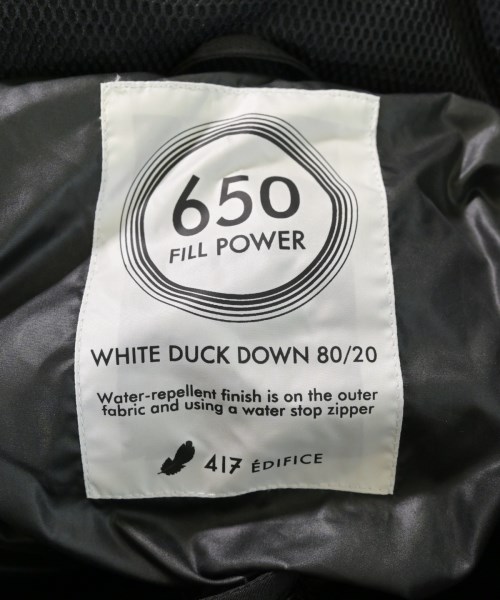 650
FILL POWER
WHITE DUCK DOWN 80/20
Water-repellent finish is on the outer
fabric and using a water stop zipper
417 ÉDIFICE